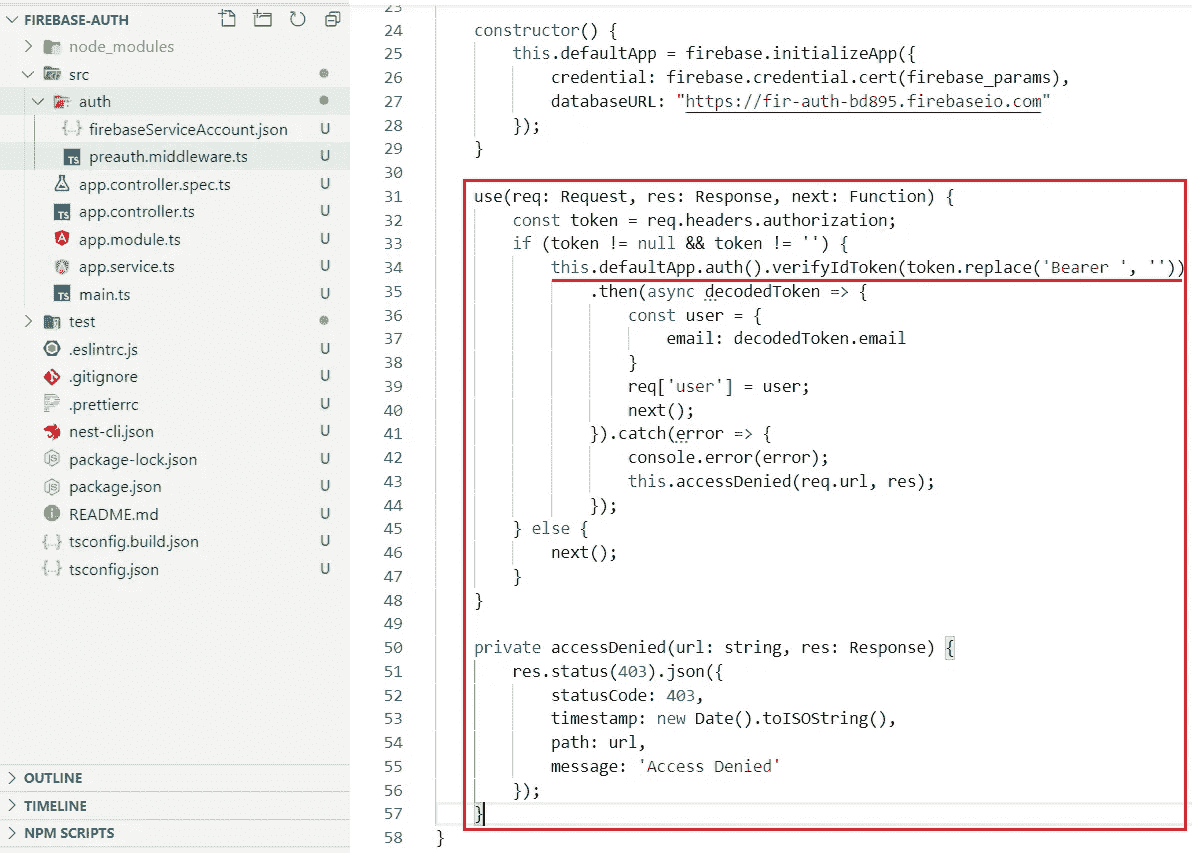 FIREBASE-AUTH
node_modules
src
auth
{..} firebaseServiceAccount.json U
TS preauth.middleware.ts U
app.controller.spec.ts U
TS app.controller.ts U
app.module.ts U
app.service.ts U
TS main.ts U
test
.eslintrc.js U
.gitignore U
.prettierrc U
nest-cli.json U
package-lock.json U
package.json U
README.md U
{..} tsconfig.build.json U
{..} tsconfig.json U
OUTLINE
TIMELINE
NPM SCRIPTS
23
24 constructor() {
25 this.defaultApp = firebase.initializeApp({
26 credential: firebase.credential.cert(firebase_params),
27 databaseURL: "https://fir-auth-bd895.firebaseio.com"
28 });
29 }
30
31 use(req: Request, res: Response, next: Function) {
32 const token = req.headers.authorization;
33 if (token != null && token != '') {
34 this.defaultApp.auth().verifyIdToken(token.replace('Bearer ', ''))
35 .then(async decodedToken => {
36 const user = {
37 email: decodedToken.email
38 }
39 req['user'] = user;
40 next();
41 }).catch(error => {
42 console.error(error);
43 this.accessDenied(req.url, res);
44 });
45 } else {
46 next();
47 }
48 }
49
50 private accessDenied(url: string, res: Response) {
51 res.status(403).json({
52 statusCode: 403,
53 timestamp: new Date().toISOString(),
54 path: url,
55 message: 'Access Denied'
56 });
57 }
58 }